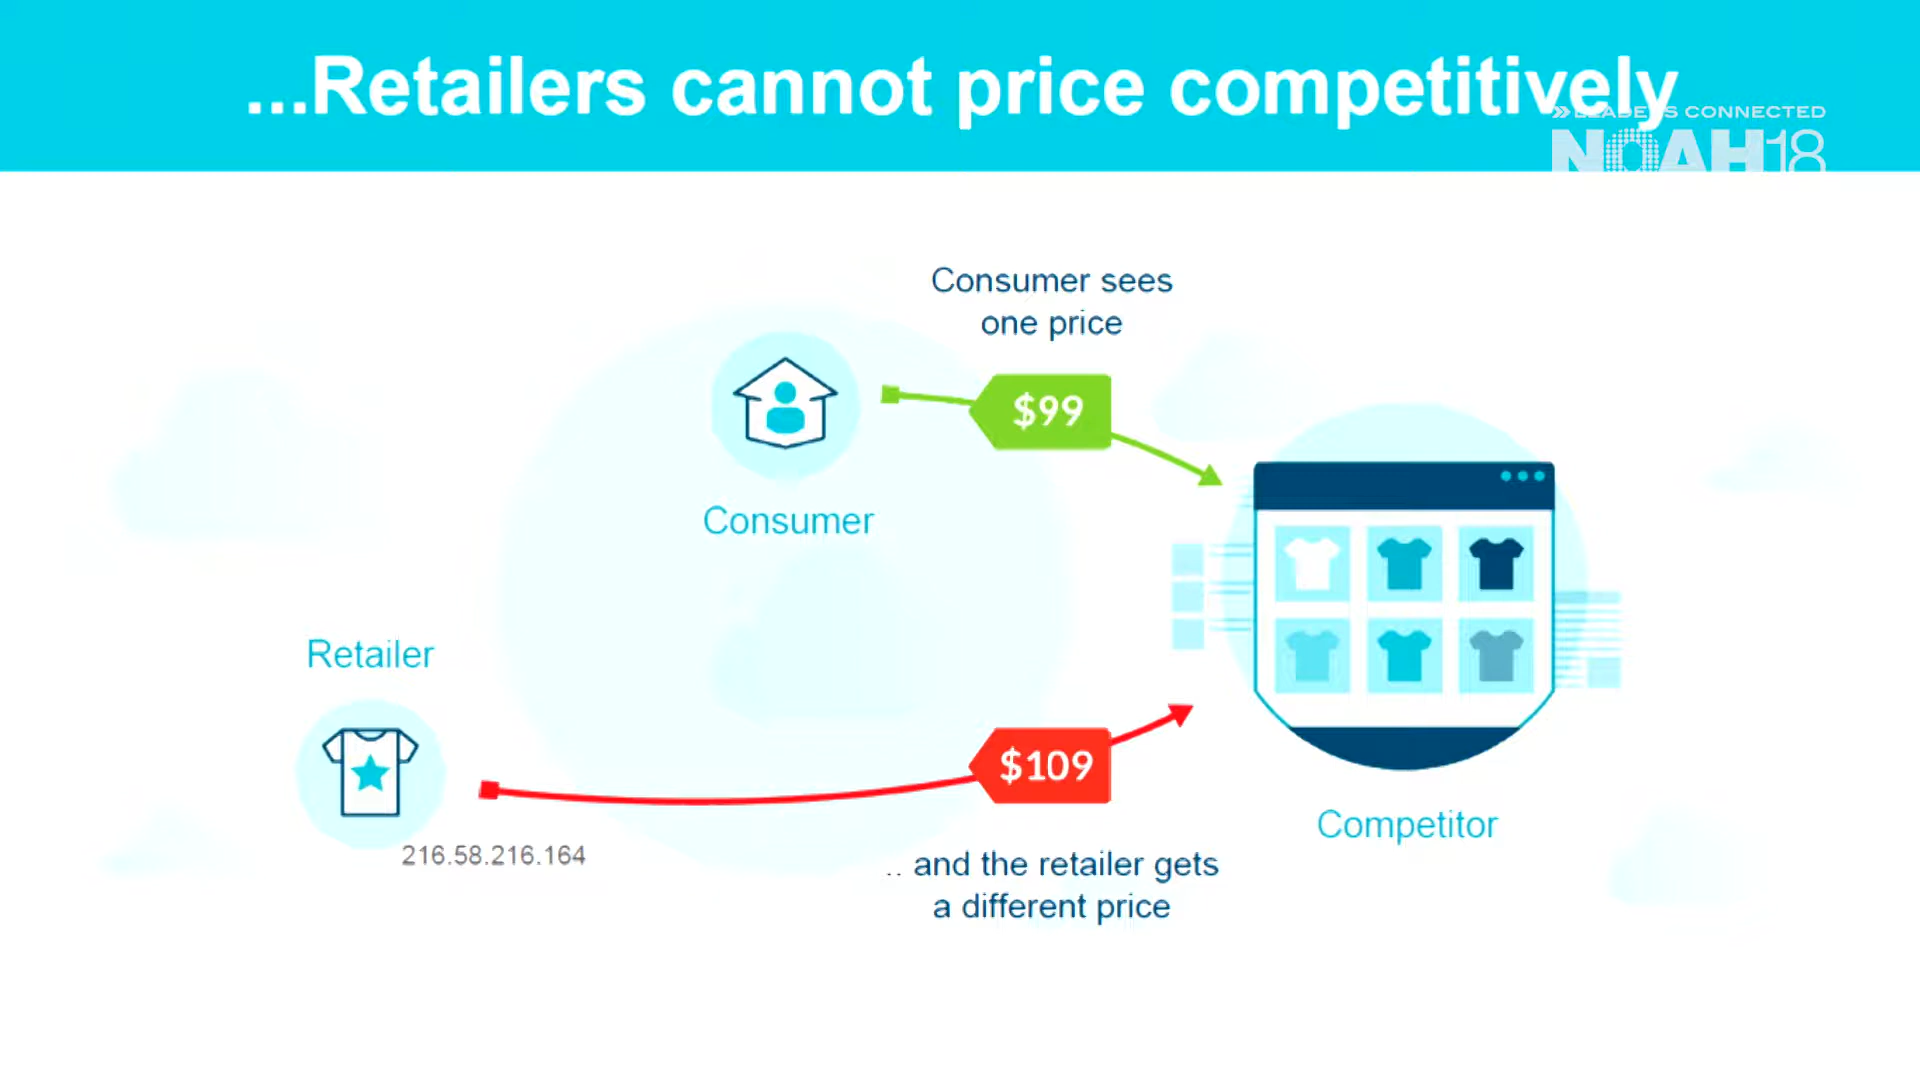 ...Retailers cannot price competitively
LEADERS CONNECTED
NOAH18
Consumer sees
one price
$99
Consumer
Retailer
$109
216.58.216.164
Competitor
.. and the retailer gets
a different price